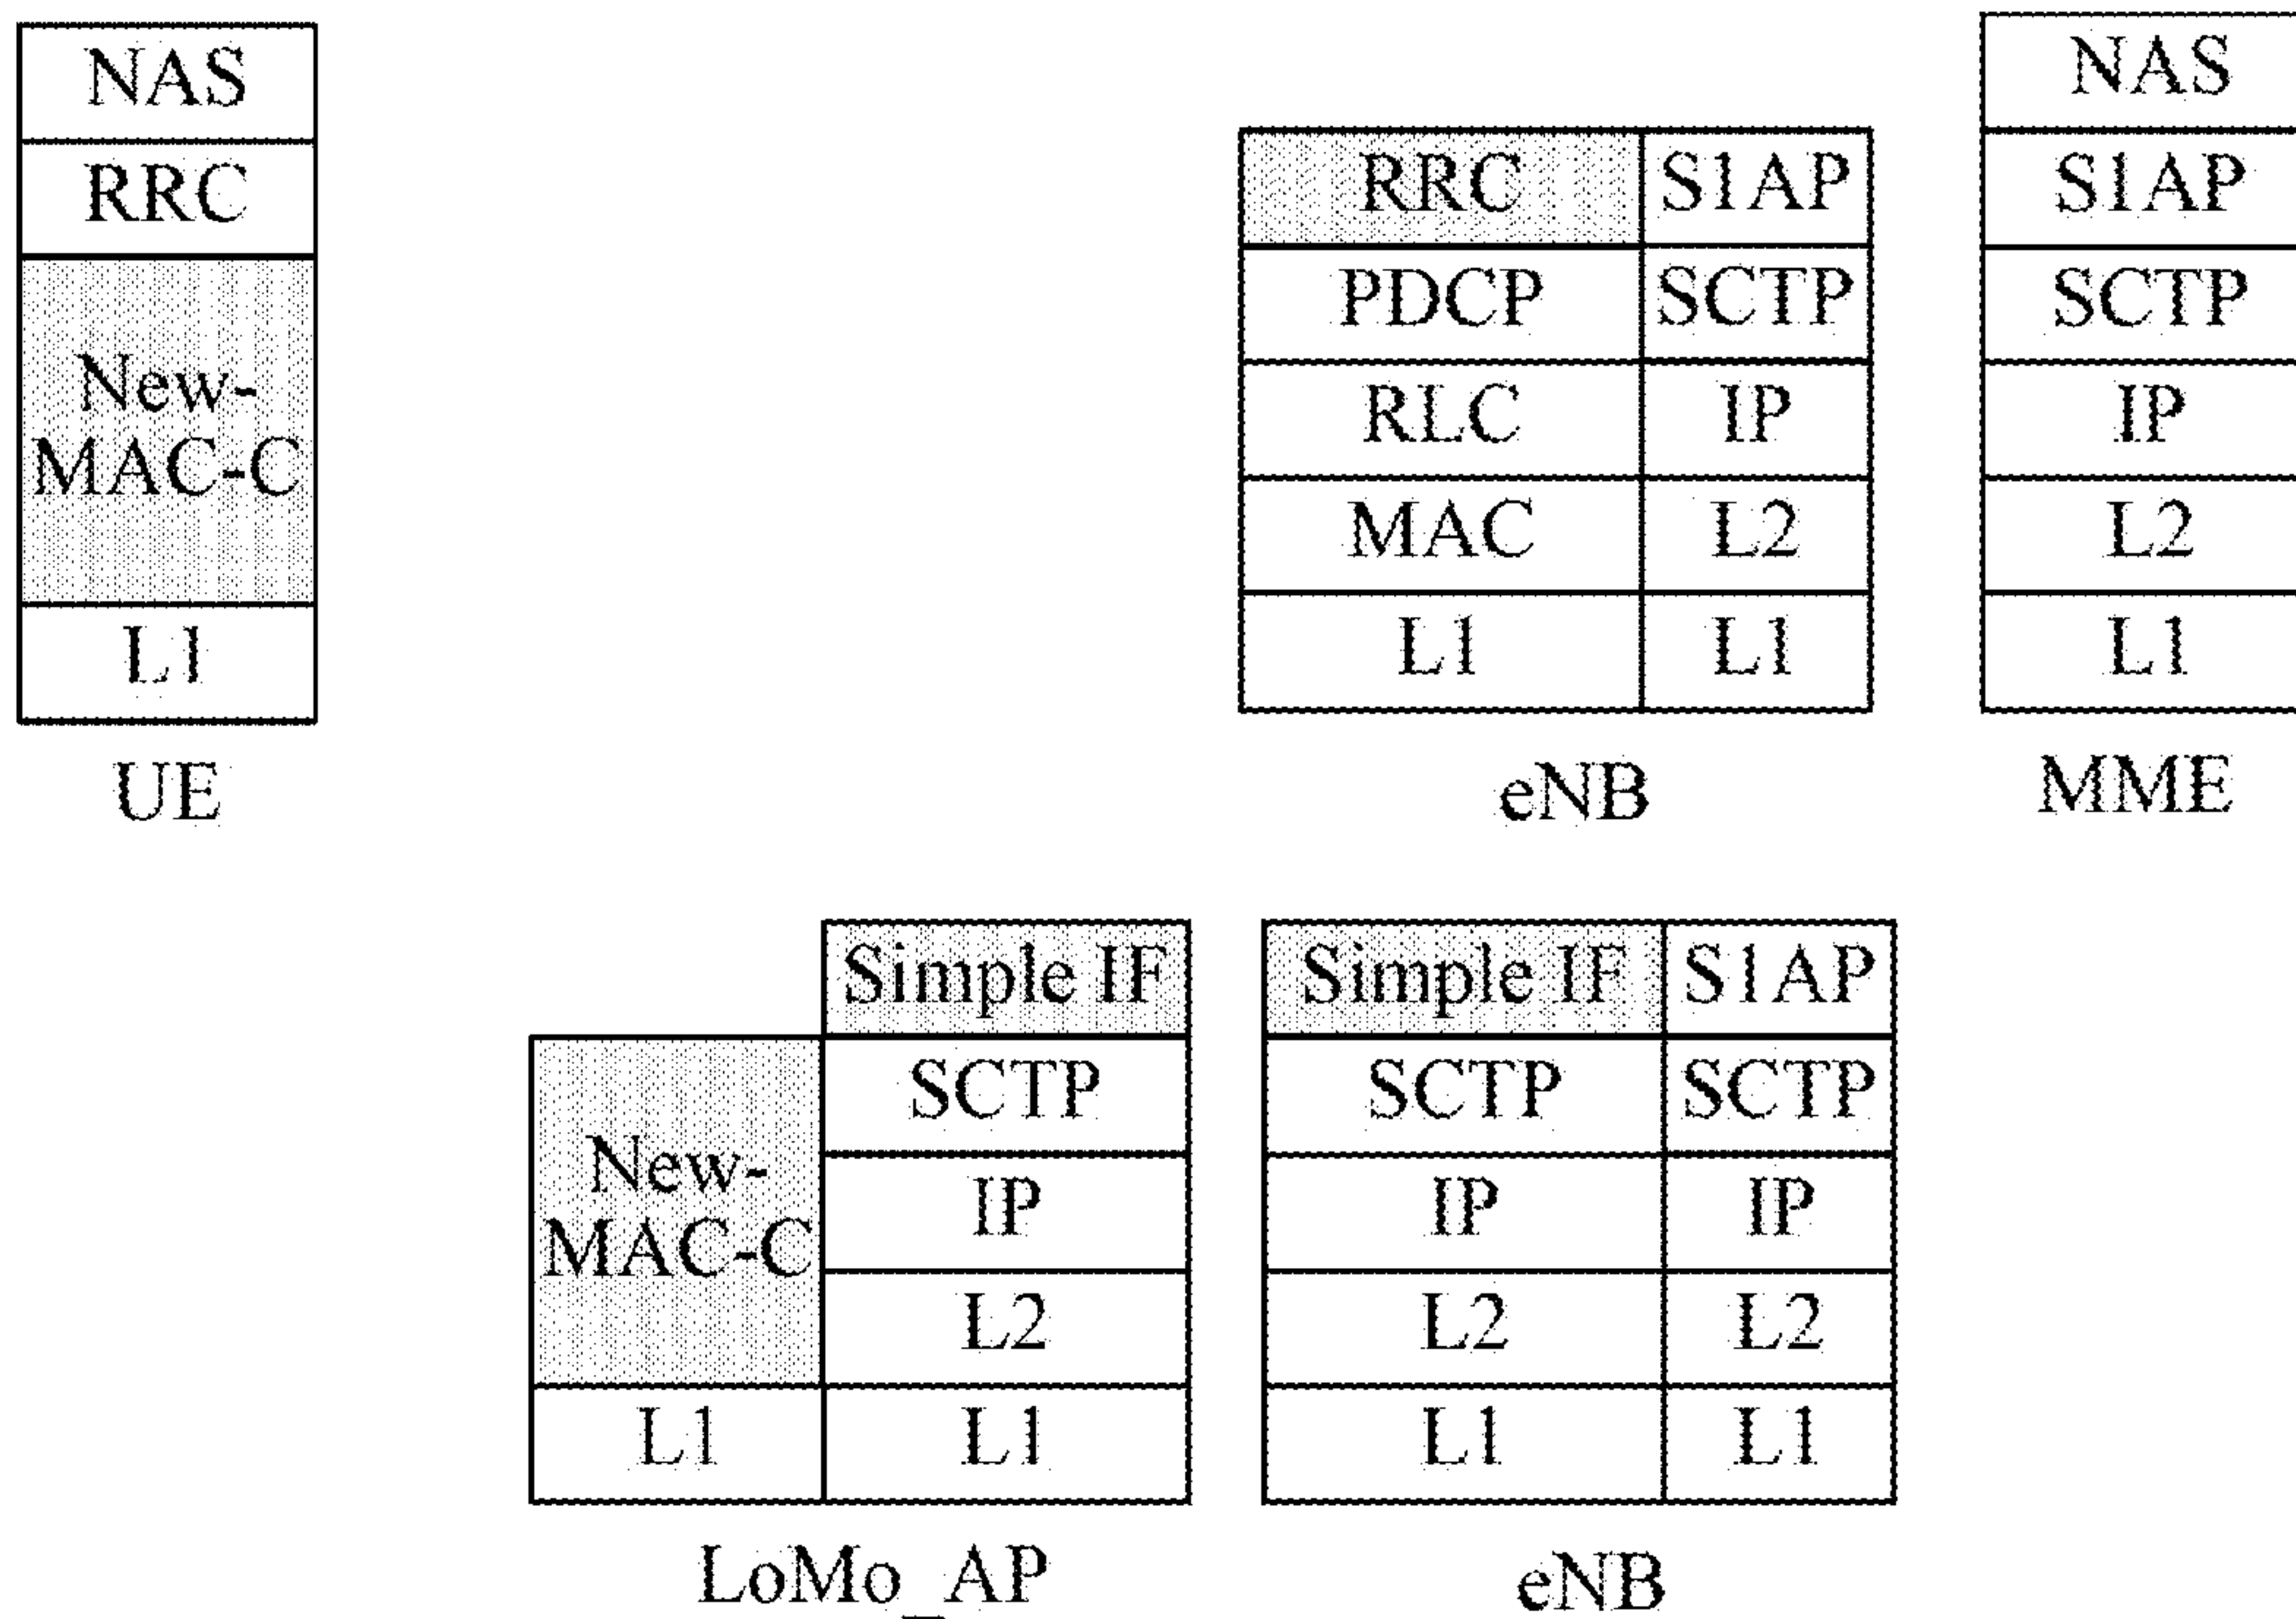 NAS
RRC
New-
MAC-C
L1
UE
RRC S1AP
PDCP SCTP
RLC IP
MAC L2
L1 L1
eNB
NAS
S1AP
SCTP
IP
L2
L1
MME
Simple IF
New-
MAC-C
L1
SCTP
IP
L2
L1
LoMo_AP
Simple IF S1AP
SCTP SCTP
IP IP
L2 L2
L1 L1
eNB